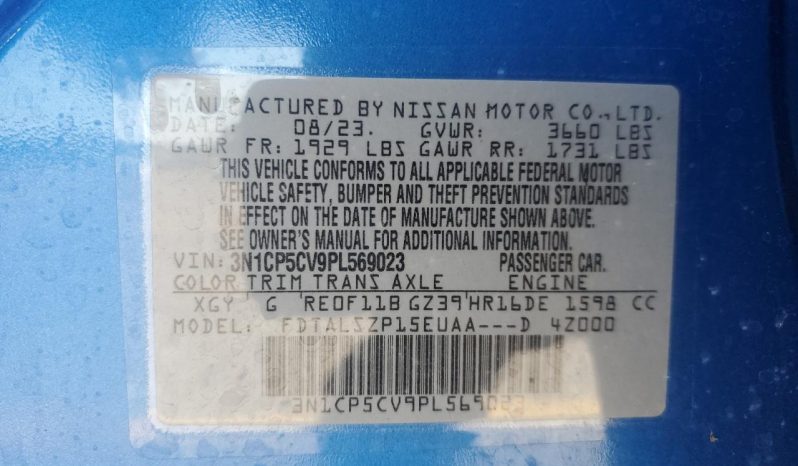 MANUFACTURED BY NISSAN MOTOR CO.,LTD.
DATE: 08/23. GVWR: 3660 LBS
GAWR FR: 1929 LBS GAWR RR: 1731 LBS
THIS VEHICLE CONFORMS TO ALL APPLICABLE FEDERAL MOTOR
VEHICLE SAFETY, BUMPER AND THEFT PREVENTION STANDARDS
IN EFFECT ON THE DATE OF MANUFACTURE SHOWN ABOVE.
SEE OWNER'S MANUAL FOR ADDITIONAL INFORMATION.
VIN: 3N1CP5CV9PL569023 PASSENGER CAR.
COLOR TRIM TRANS AXLE ENGINE
XGY G RE0F11B GZ39 HR16DE 1598 CC
MODEL: FDTALSZP15EUAA---D 4Z000
3N1CP5CV9PL569023